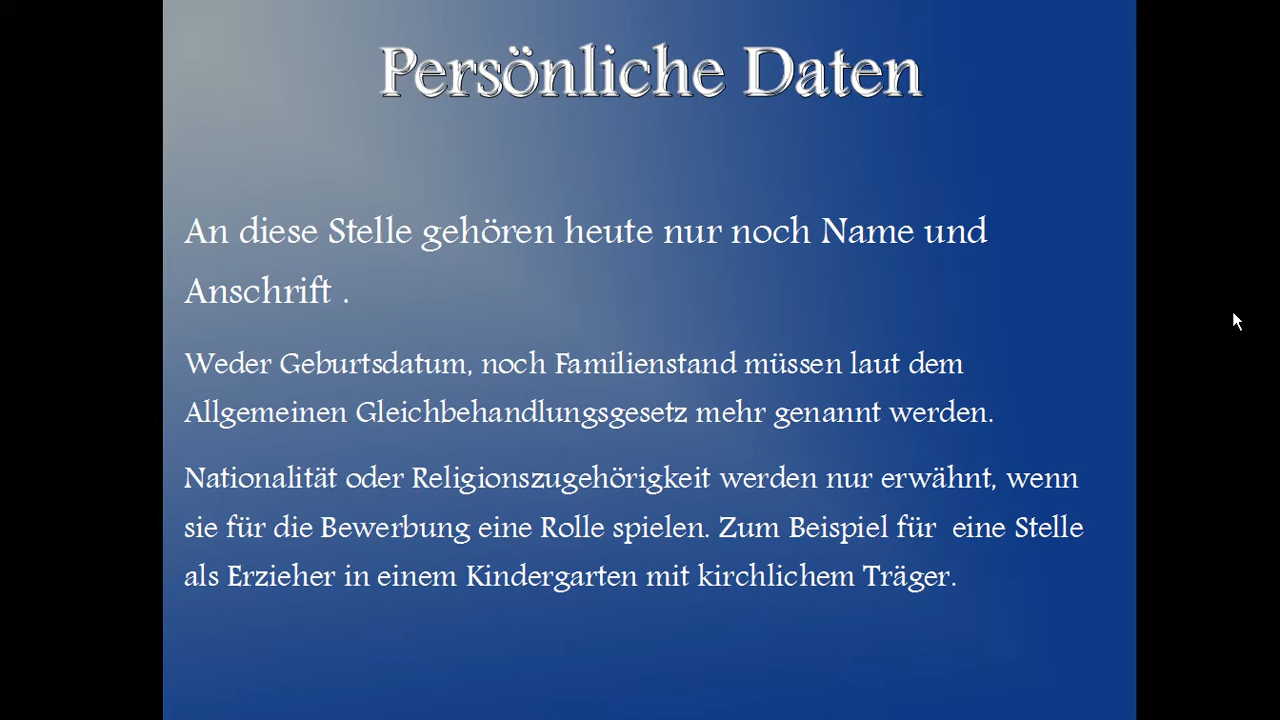 Persönliche Daten
An diese Stelle gehören heute nur noch Name und
Anschrift .
Weder Geburtsdatum, noch Familienstand müssen laut dem
Allgemeinen Gleichbehandlungsgesetz mehr genannt werden.
Nationalität oder Religionszugehörigkeit werden nur erwähnt, wenn
sie für die Bewerbung eine Rolle spielen. Zum Beispiel für  eine Stelle
als Erzieher in einem Kindergarten mit kirchlichem Träger.